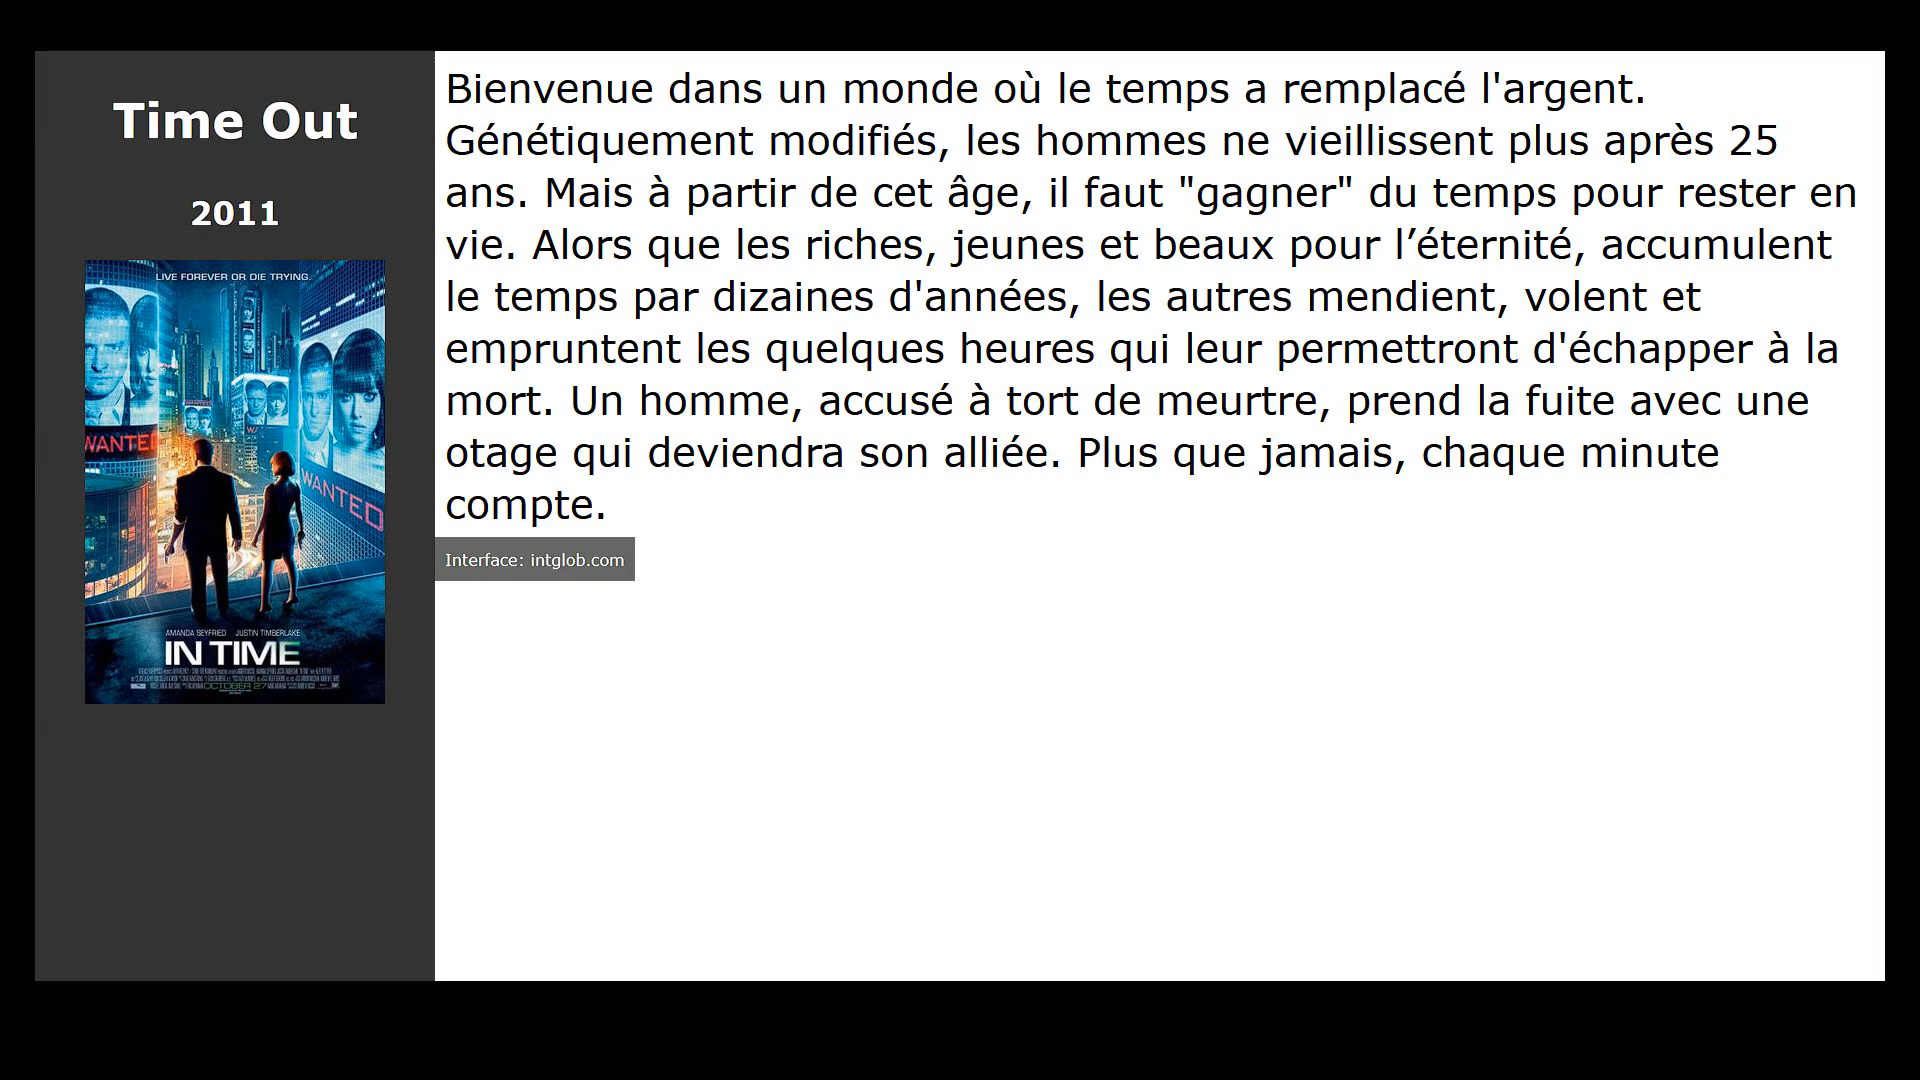 Time Out
2011
LIVE FOREVER OR DIE TRYING.
WANTED
WANTED
WANTED
AMANDA SEYFRIED JUSTIN TIMBERLAKE
IN TIME
OCTOBER 27
Bienvenue dans un monde où le temps a remplacé l'argent.
Génétiquement modifiés, les hommes ne vieillissent plus après 25
ans. Mais à partir de cet âge, il faut "gagner" du temps pour rester en
vie. Alors que les riches, jeunes et beaux pour l’éternité, accumulent
le temps par dizaines d'années, les autres mendient, volent et
empruntent les quelques heures qui leur permettront d'échapper à la
mort. Un homme, accusé à tort de meurtre, prend la fuite avec une
otage qui deviendra son alliée. Plus que jamais, chaque minute
compte.
Interface: intglob.com